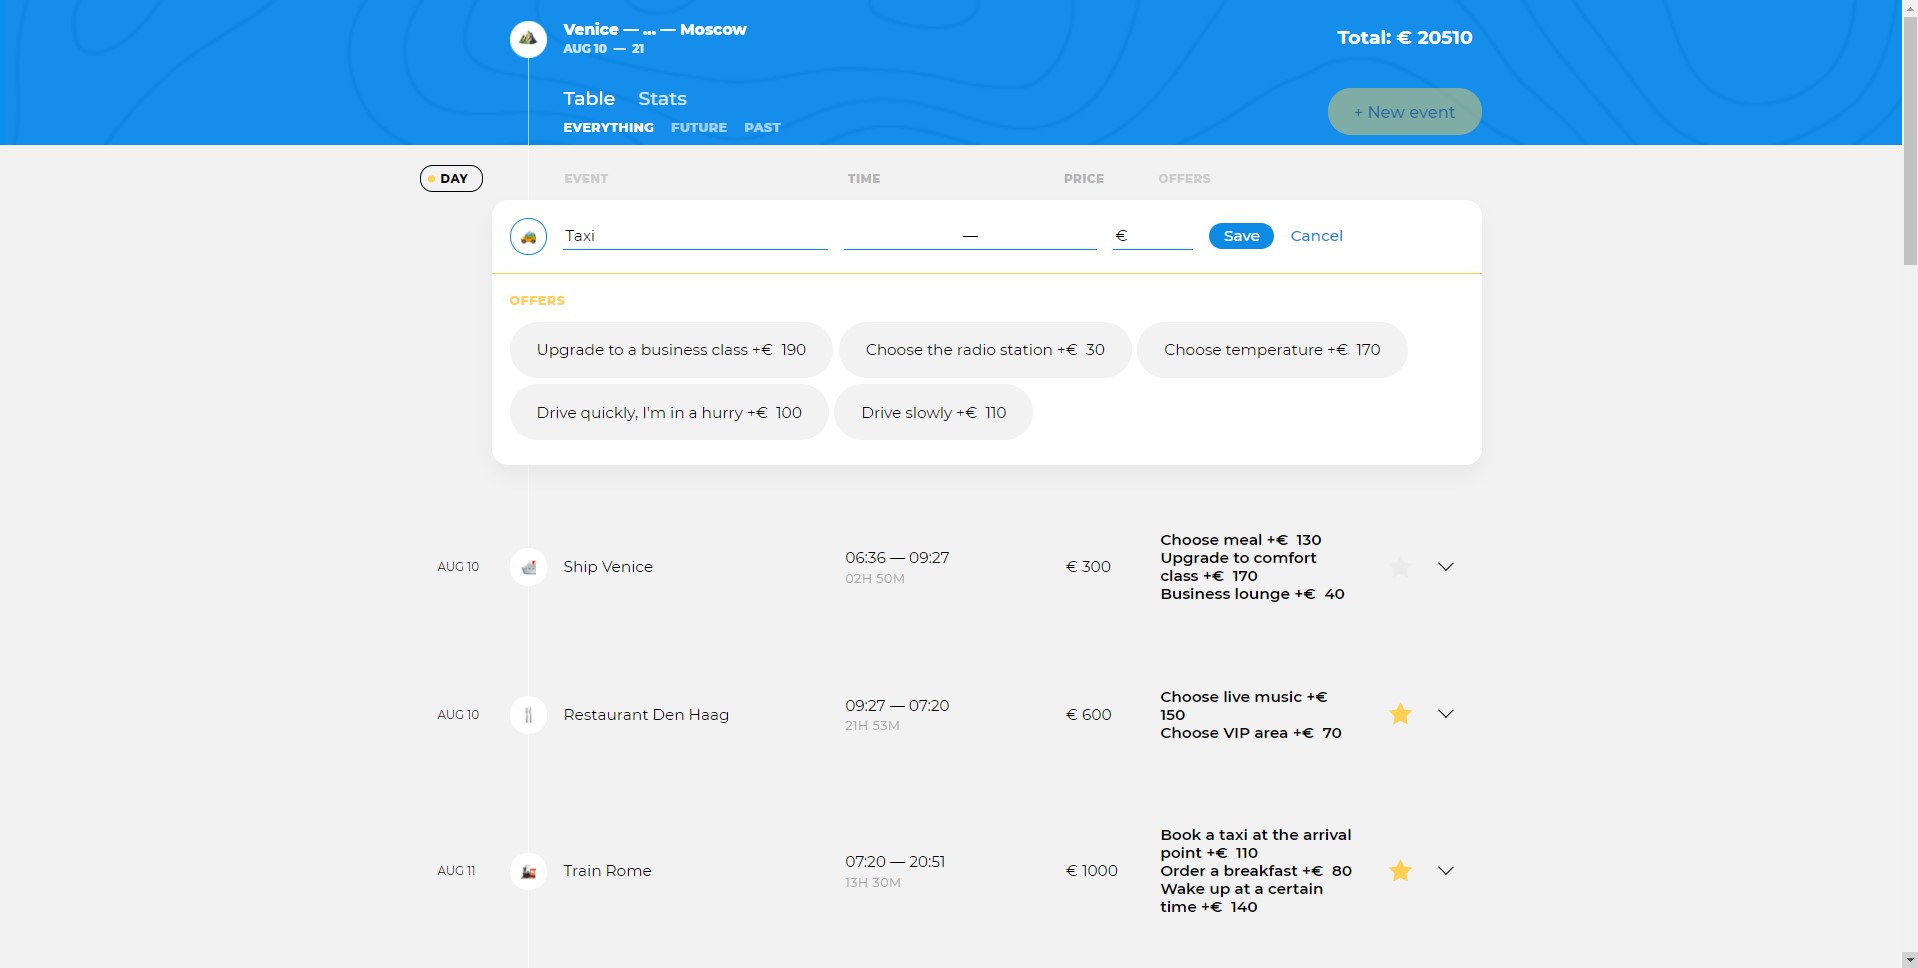 Venice — ... — Moscow
AUG 10 — 21
Total: € 20510
Table Stats
EVERYTHING FUTURE PAST
+ New event
DAY EVENT TIME PRICE OFFERS
Taxi — € Save Cancel
OFFERS
Upgrade to a business class +€ 190 Choose the radio station +€ 30 Choose temperature +€ 170
Drive quickly, I'm in a hurry +€ 100 Drive slowly +€ 110
AUG 10 Ship Venice
06:36 — 09:27
02H 50M
€ 300
Choose meal +€ 130
Upgrade to comfort
class +€ 170
Business lounge +€ 40
AUG 10 Restaurant Den Haag
09:27 — 07:20
21H 53M
€ 600
Choose live music +€
150
Choose VIP area +€ 70
AUG 11 Train Rome
07:20 — 20:51
13H 30M
€ 1000
Book a taxi at the arrival
point +€ 110
Order a breakfast +€ 80
Wake up at a certain
time +€ 140